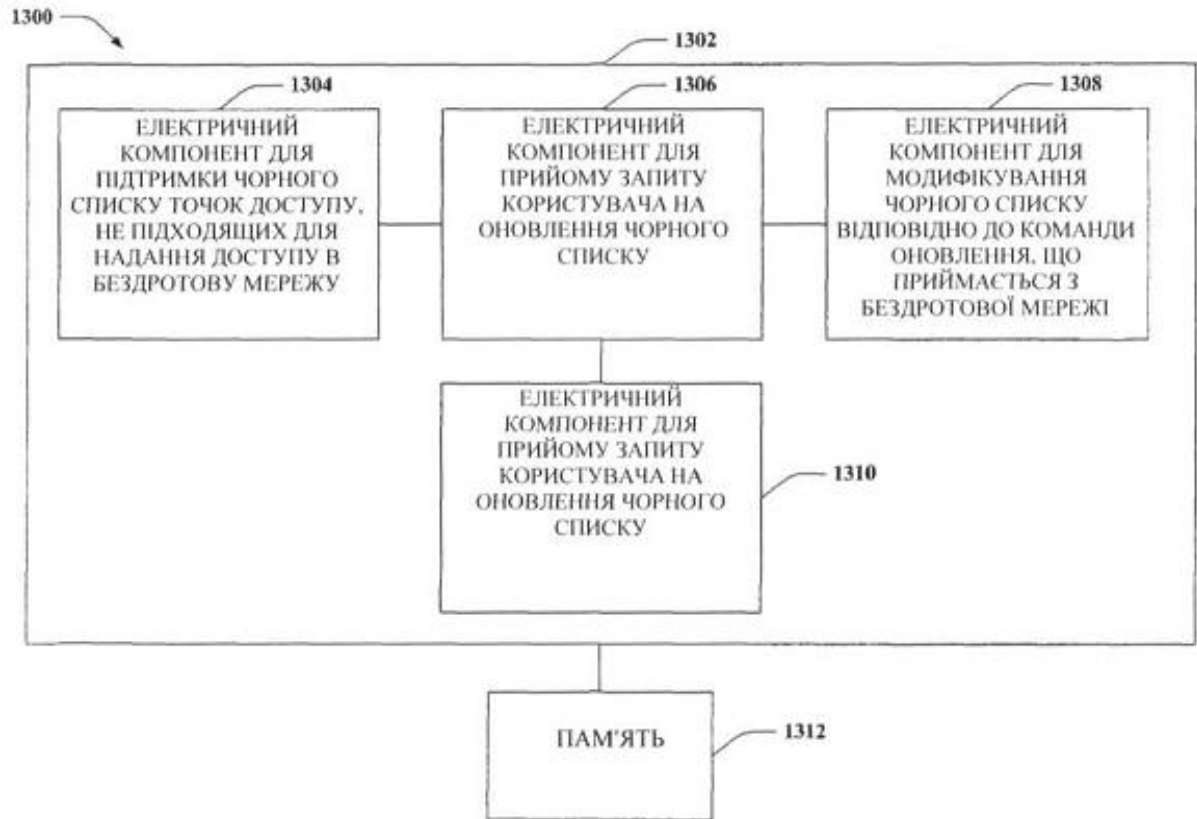 1300
1302
1304
ЕЛЕКТРИЧНИЙ
КОМПОНЕНТ ДЛЯ
ПІДТРИМКИ ЧОРНОГО
СПИСКУ ТОЧОК ДОСТУПУ,
НЕ ПІДХОДЯЩИХ ДЛЯ
НАДАННЯ ДОСТУПУ В
БЕЗДРОТОВУ МЕРЕЖУ
1306
ЕЛЕКТРИЧНИЙ
КОМПОНЕНТ ДЛЯ
ПРИЙОМУ ЗАПИТУ
КОРИСТУВАЧА НА
ОНОВЛЕННЯ ЧОРНОГО
СПИСКУ
1308
ЕЛЕКТРИЧНИЙ
КОМПОНЕНТ ДЛЯ
МОДИФІКУВАННЯ
ЧОРНОГО СПИСКУ
ВІДПОВІДНО ДО КОМАНДИ
ОНОВЛЕННЯ, ЩО
ПРИЙМАЄТЬСЯ З
БЕЗДРОТОВОЇ МЕРЕЖІ
ЕЛЕКТРИЧНИЙ
КОМПОНЕНТ ДЛЯ
ПРИЙОМУ ЗАПИТУ
КОРИСТУВАЧА НА
ОНОВЛЕННЯ ЧОРНОГО
СПИСКУ
1310
ПАМ'ЯТЬ
1312